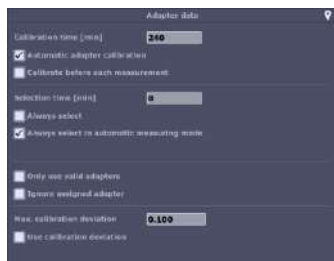 Adapter data
Calibration time [min] 240
Automatic adapter calibration
Calibrate before each measurement
Selection time [min] 0
Always select
Always select in automatic measuring mode
Only use valid adapters
Ignore assigned adapter
Max. calibration deviation 0.100
Use calibration deviation